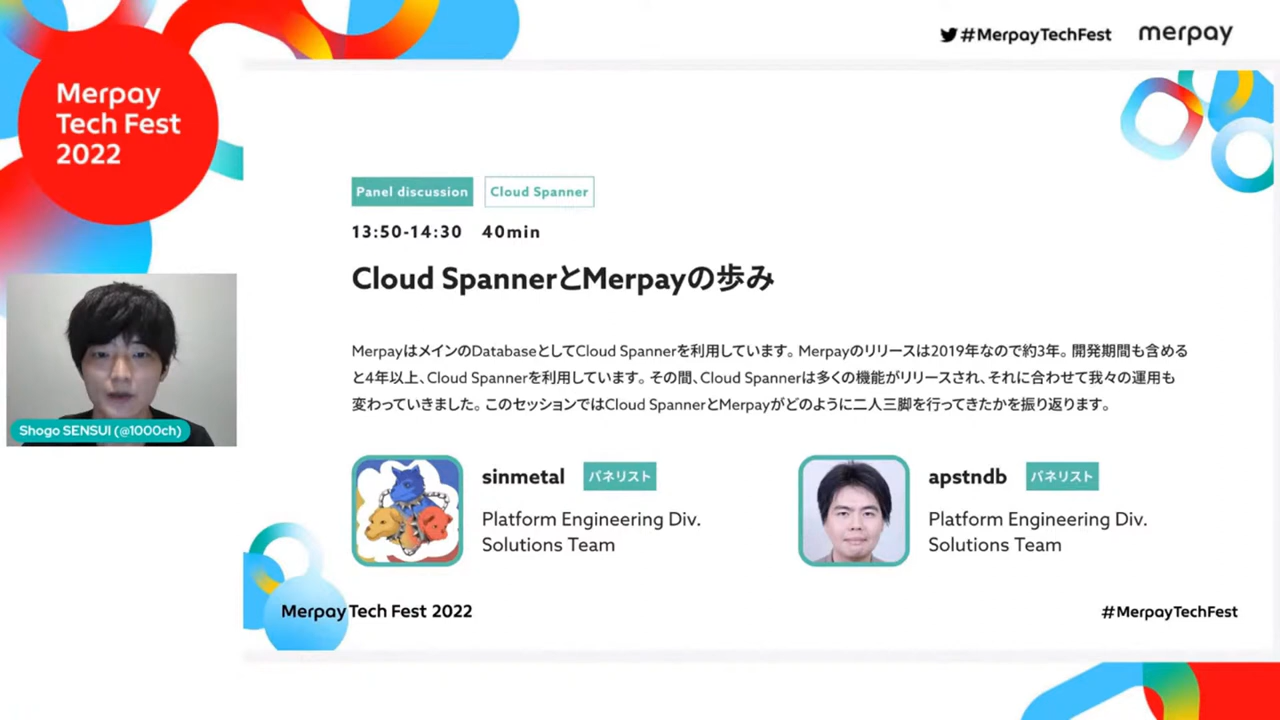 #MerpayTechFest
merpay
Merpay
Tech Fest
2022
Panel discussion
Cloud Spanner
13:50-14:30 40min
Cloud SpannerとMerpayの歩み
MerpayはメインのDatabaseとしてCloud Spannerを利用しています。Merpayのリリースは2019年なので約3年。開発期間も含める
と4年以上、Cloud Spannerを利用しています。その間、Cloud Spannerは多くの機能がリリースされ、それに合わせて我々の運用も
変わっていきました。このセッションではCloud SpannerとMerpayがどのように二人三脚を行ってきたかを振り返ります。
Shogo SENSUI (@1000ch)
sinmetal パネリスト
Platform Engineering Div.
Solutions Team
apstndb パネリスト
Platform Engineering Div.
Solutions Team
Merpay Tech Fest 2022
#MerpayTechFest